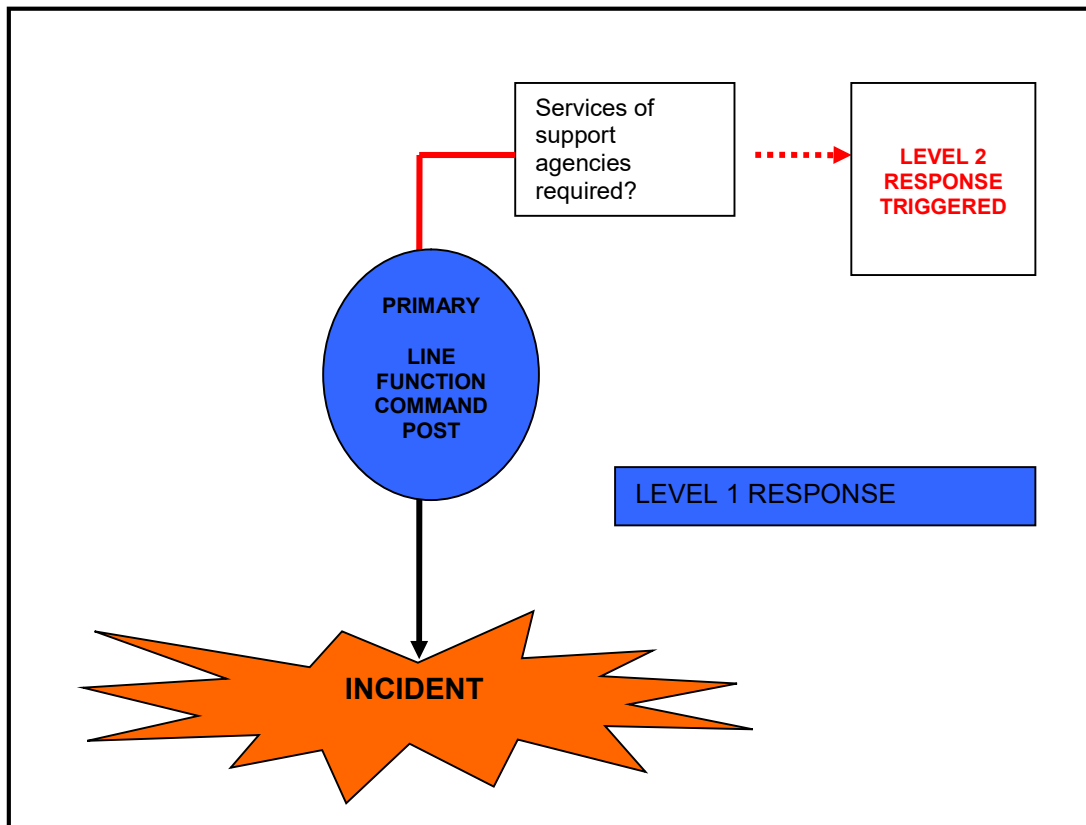 Services of
support
agencies
required?
LEVEL 2
RESPONSE
TRIGGERED
PRIMARY
LINE
FUNCTION
COMMAND
POST
LEVEL 1 RESPONSE
INCIDENT